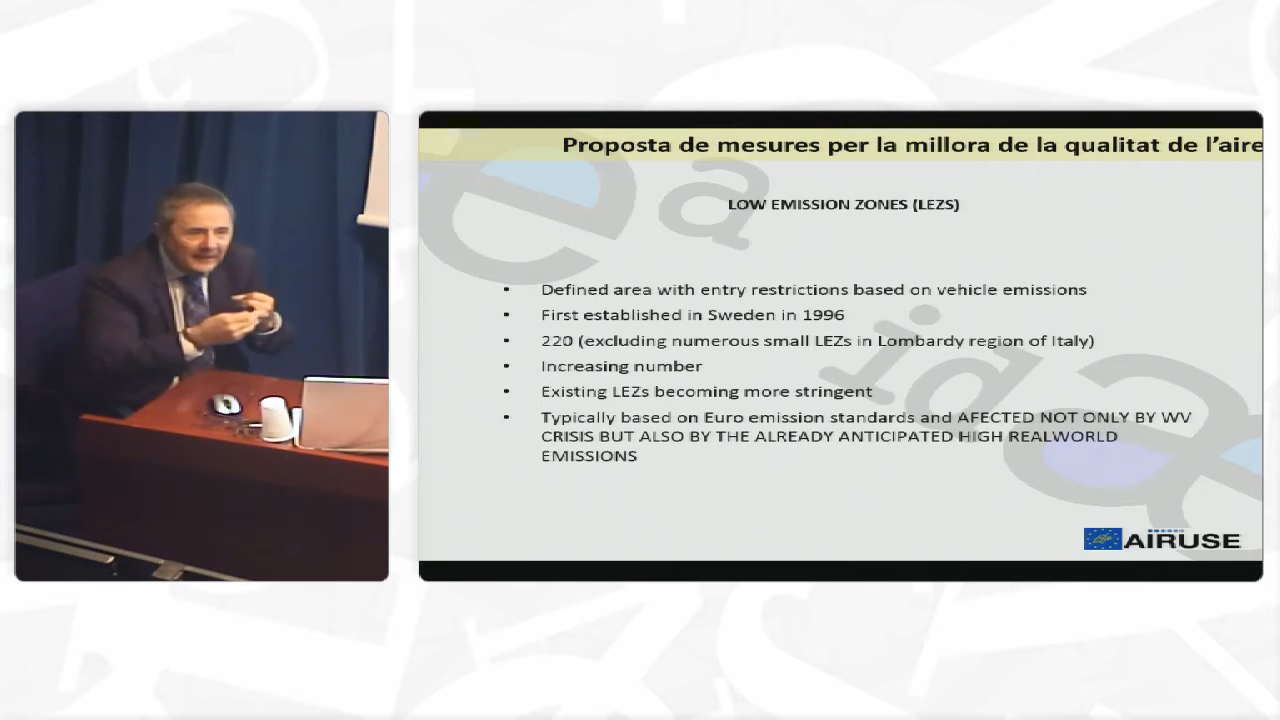 Proposta de mesures per la millora de la qualitat de l'aire
LOW EMISSION ZONES (LEZS)
• Defined area with entry restrictions based on vehicle emissions
• First established in Sweden in 1996
• 220 (excluding numerous small LEZs in Lombardy region of Italy)
• Increasing number
• Existing LEZs becoming more stringent
• Typically based on Euro emission standards and AFECTED NOT ONLY BY WV
CRISIS BUT ALSO BY THE ALREADY ANTICIPATED HIGH REALWORLD
EMISSIONS
AIRUSE